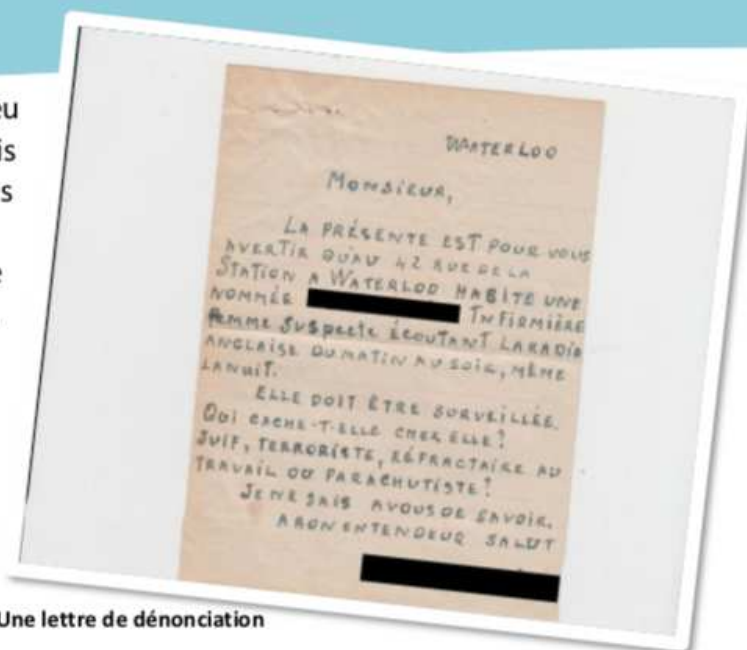 eu
is
s
e
WATERLOO
MONSIEUR,
LA PRÉSENTE EST POUR VOUS
AVERTIR QU'AU 42 RUE DE LA
STATION A WATERLOO HABITE UNE
NOMMÉE INFIRMIÈRE
FEMME SUSPECTE ÉCOUTANT LA RADIO
ANGLAISE DU MATIN AU SOIR, MÊME
LA NUIT.
ELLE DOIT ÊTRE SURVEILLÉE.
QUI CACHE-T-ELLE CHEZ ELLE?
JUIF, TERRORISTE, RÉFRACTAIRE AU
TRAVAIL OU PARACHUTISTE?
JE NE SAIS A VOUS DE SAVOIR.
A BON ENTENDEUR SALUT
Une lettre de dénonciation